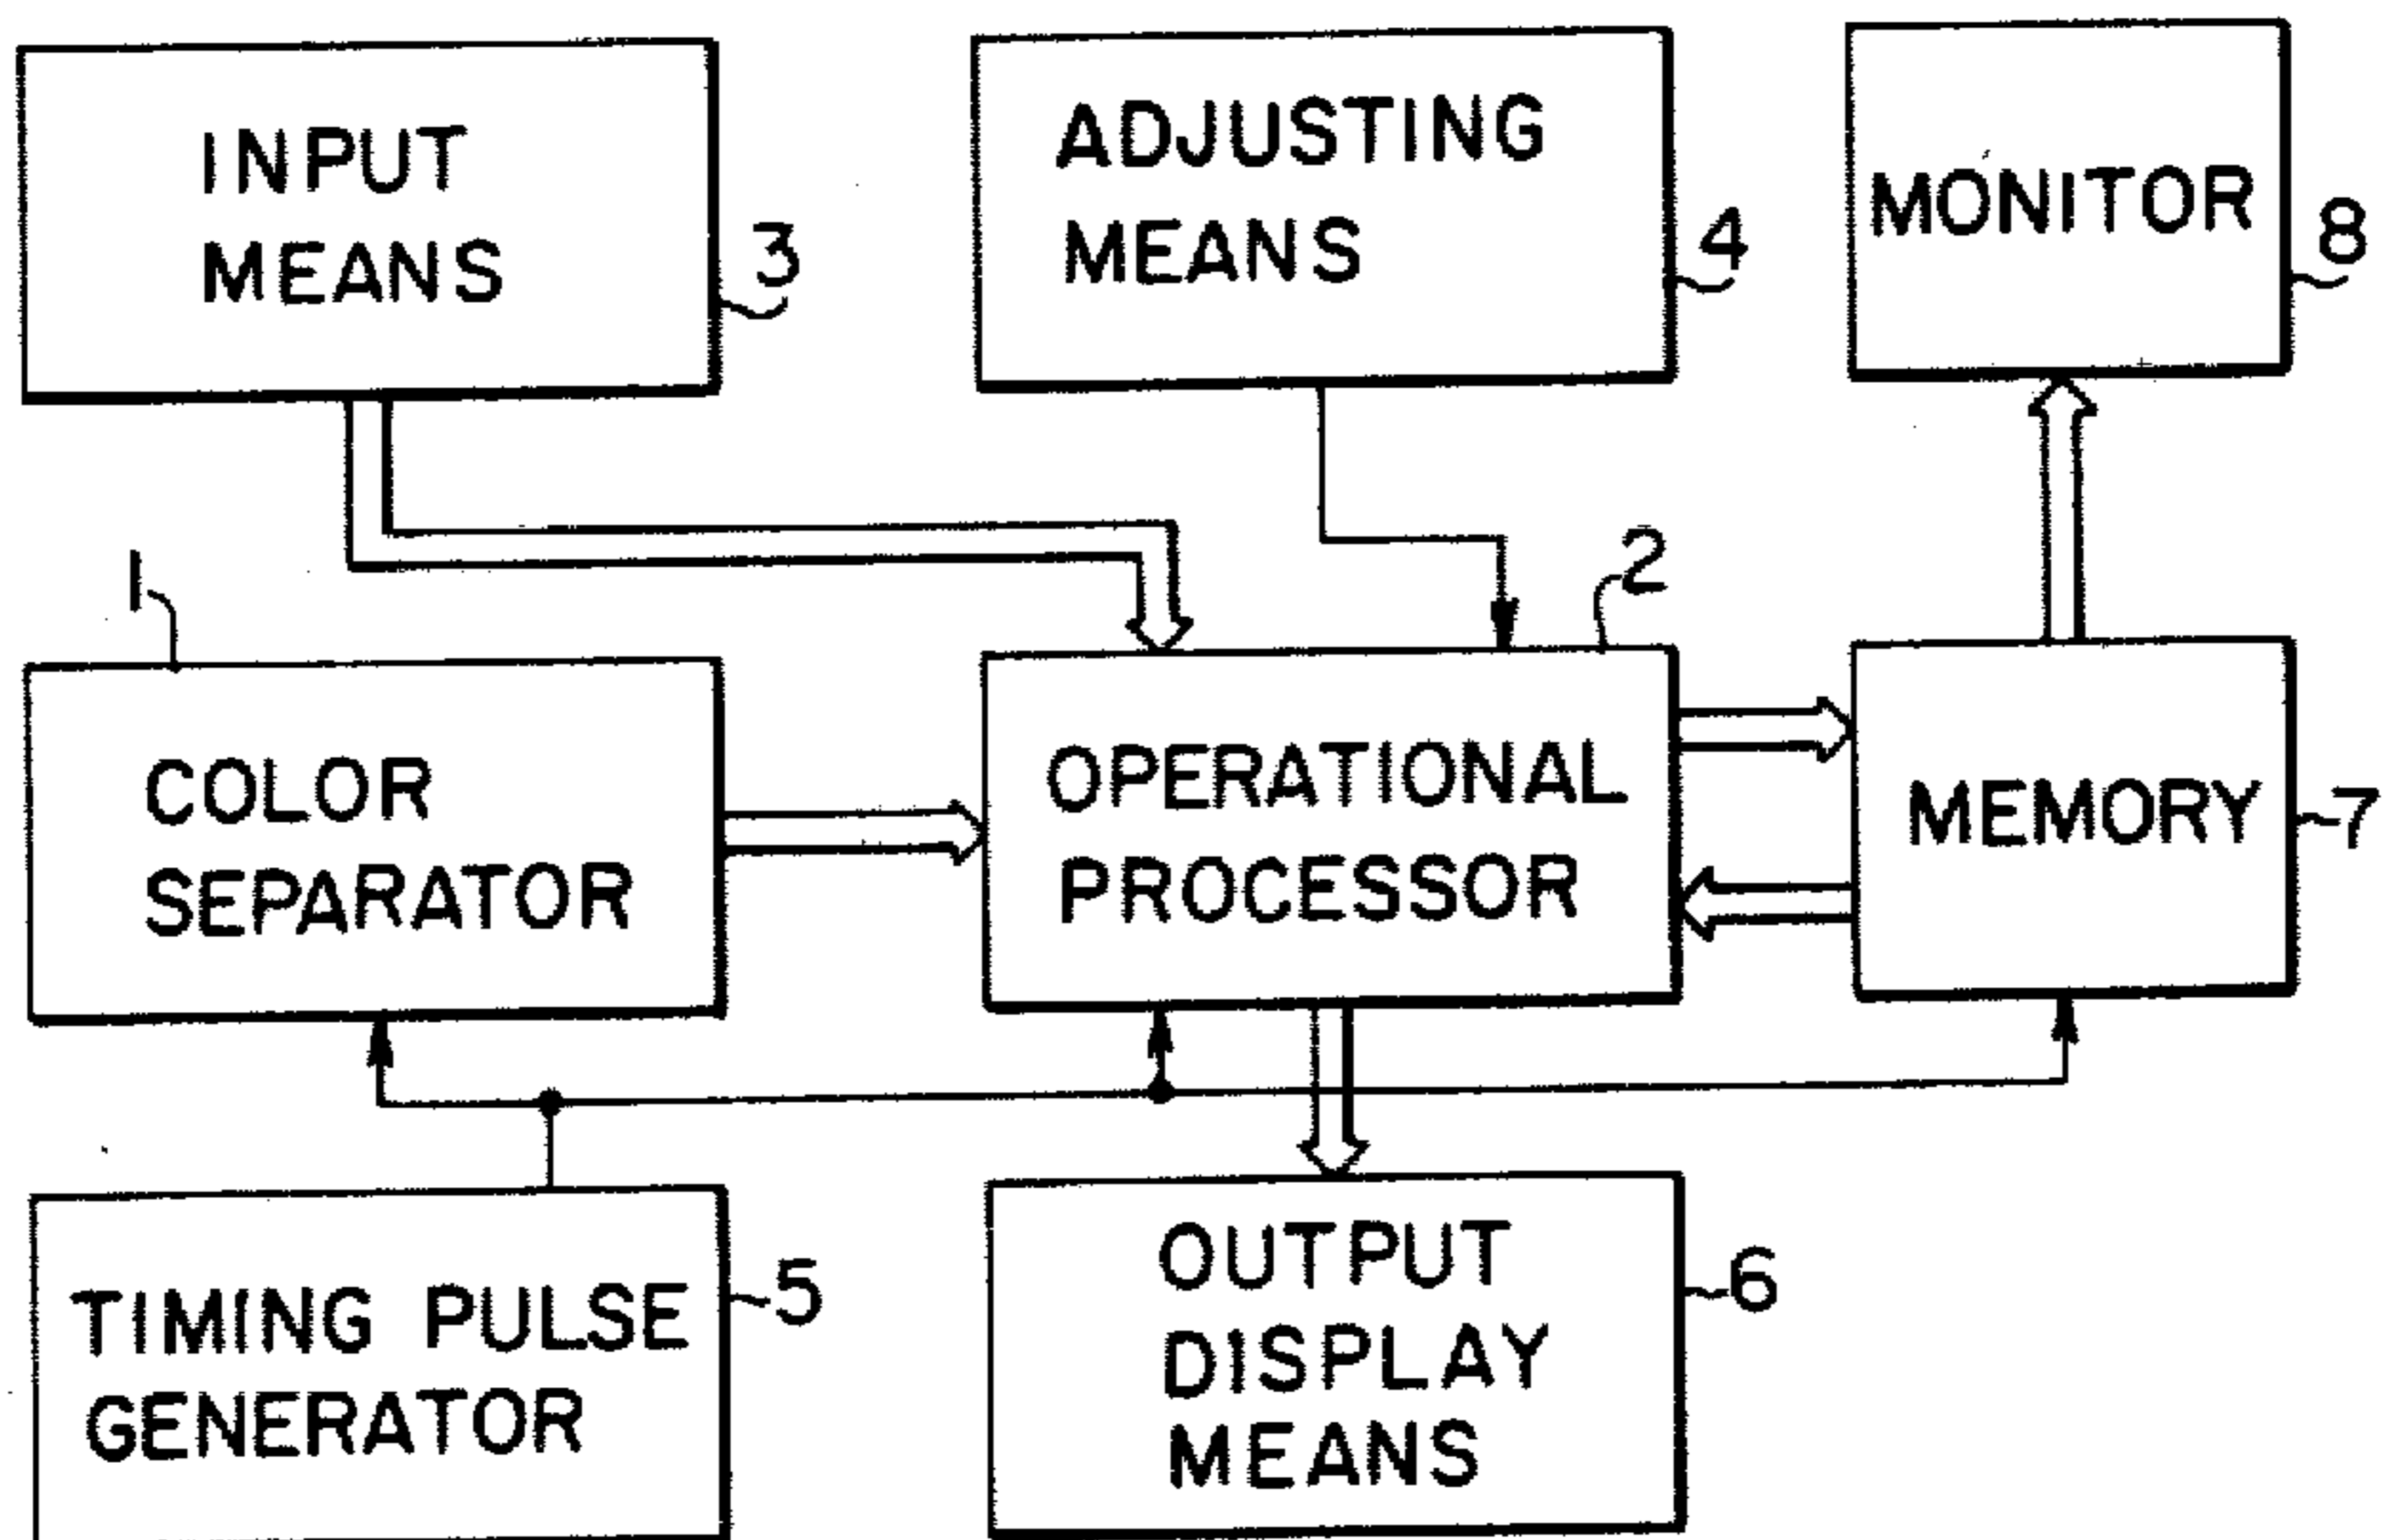 INPUT
MEANS
3
ADJUSTING
MEANS
4
MONITOR
8
1
COLOR
SEPARATOR
2
OPERATIONAL
PROCESSOR
MEMORY
7
TIMING PULSE
GENERATOR
5
OUTPUT
DISPLAY
MEANS
6